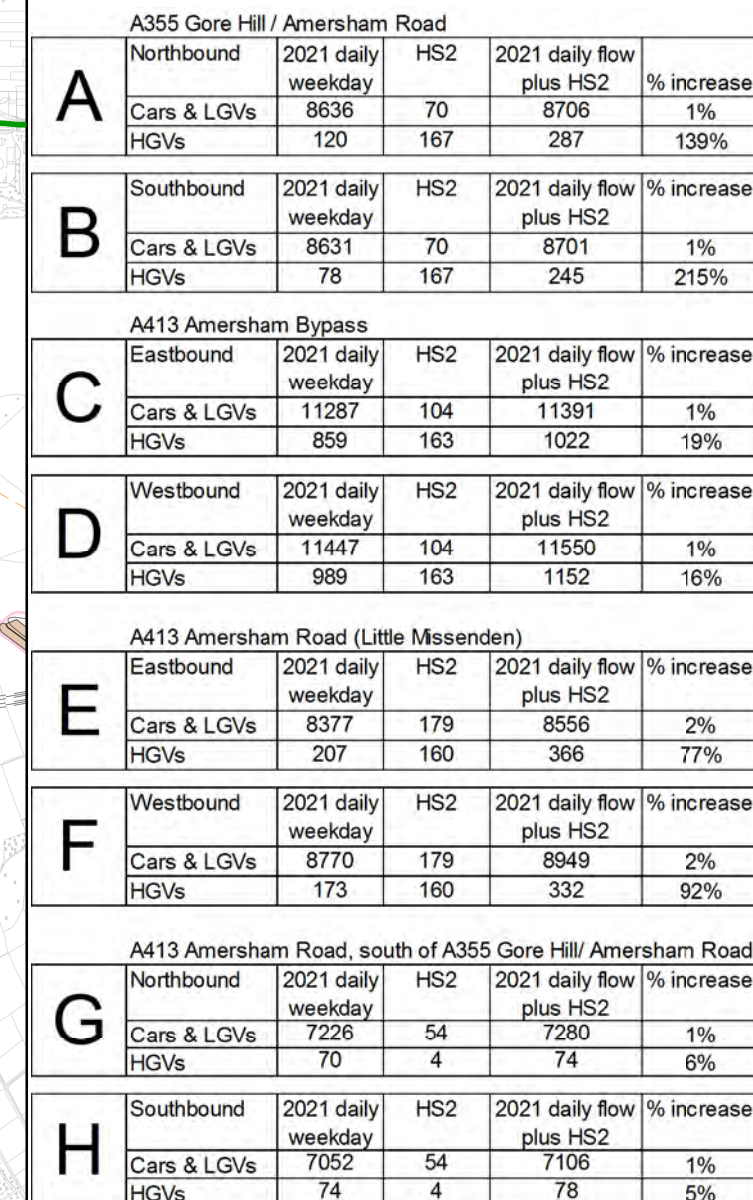 A355 Gore Hill / Amersham Road
A
Northbound 2021 daily weekday HS2 2021 daily flow plus HS2 % increase
Cars & LGVs 8636 70 8706 1%
HGVs 120 167 287 139%
B
Southbound 2021 daily weekday HS2 2021 daily flow plus HS2 % increase
Cars & LGVs 8631 70 8701 1%
HGVs 78 167 245 215%
A413 Amersham Bypass
C
Eastbound 2021 daily weekday HS2 2021 daily flow plus HS2 % increase
Cars & LGVs 11287 104 11391 1%
HGVs 859 163 1022 19%
D
Westbound 2021 daily weekday HS2 2021 daily flow plus HS2 % increase
Cars & LGVs 11447 104 11550 1%
HGVs 989 163 1152 16%
A413 Amersham Road (Little Missenden)
E
Eastbound 2021 daily weekday HS2 2021 daily flow plus HS2 % increase
Cars & LGVs 8377 179 8556 2%
HGVs 207 160 366 77%
F
Westbound 2021 daily weekday HS2 2021 daily flow plus HS2 % increase
Cars & LGVs 8770 179 8949 2%
HGVs 173 160 332 92%
A413 Amersham Road, south of A355 Gore Hill/ Amersham Road
G
Northbound 2021 daily weekday HS2 2021 daily flow plus HS2 % increase
Cars & LGVs 7226 54 7280 1%
HGVs 70 4 74 6%
H
Southbound 2021 daily weekday HS2 2021 daily flow plus HS2 % increase
Cars & LGVs 7052 54 7106 1%
HGVs 74 4 78 5%